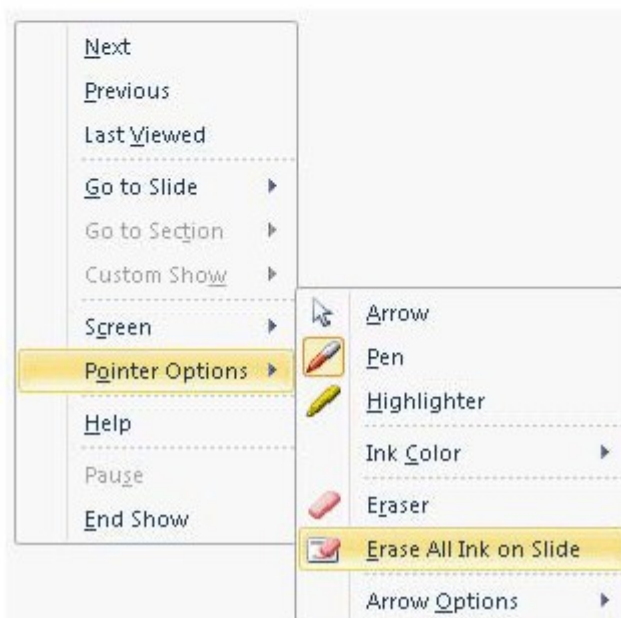 Next
Previous
Last Viewed
Go to Slide
Go to Section
Custom Show
Screen
Pointer Options
Help
Pause
End Show
Arrow
Pen
Highlighter
Ink Color
Eraser
Erase All Ink on Slide
Arrow Options